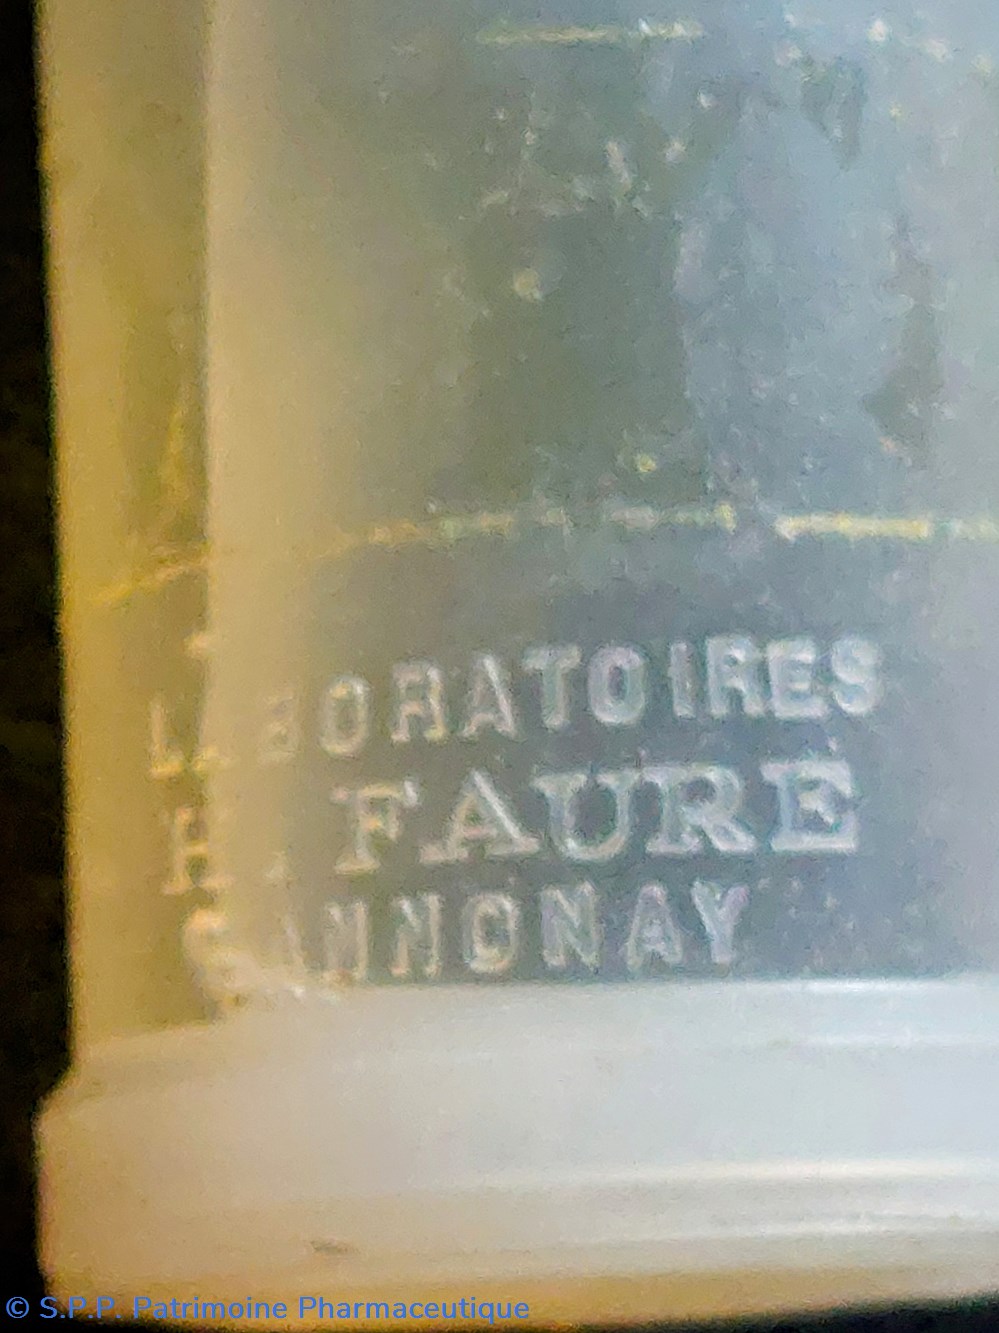 LABORATOIRES
H. FAURE
ANNONAY
© S.P.P. Patrimoine Pharmaceutique